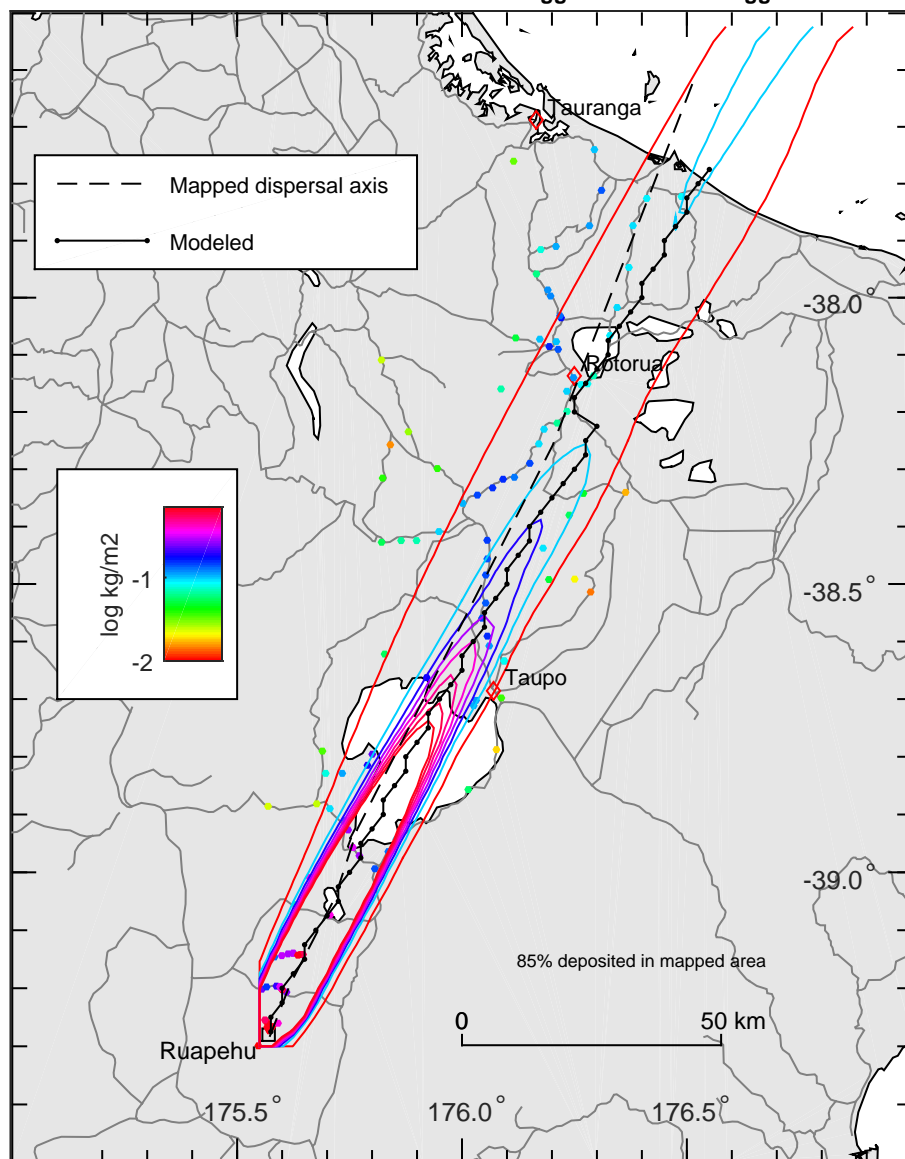 Tauranga
Mapped dispersal axis
Modeled
-38.0°
Rotorua
log kg/m2
-1
-2
-38.5°
Taupo
-39.0°
85% deposited in mapped area
0
50 km
Ruapehu
175.5°
176.0°
176.5°